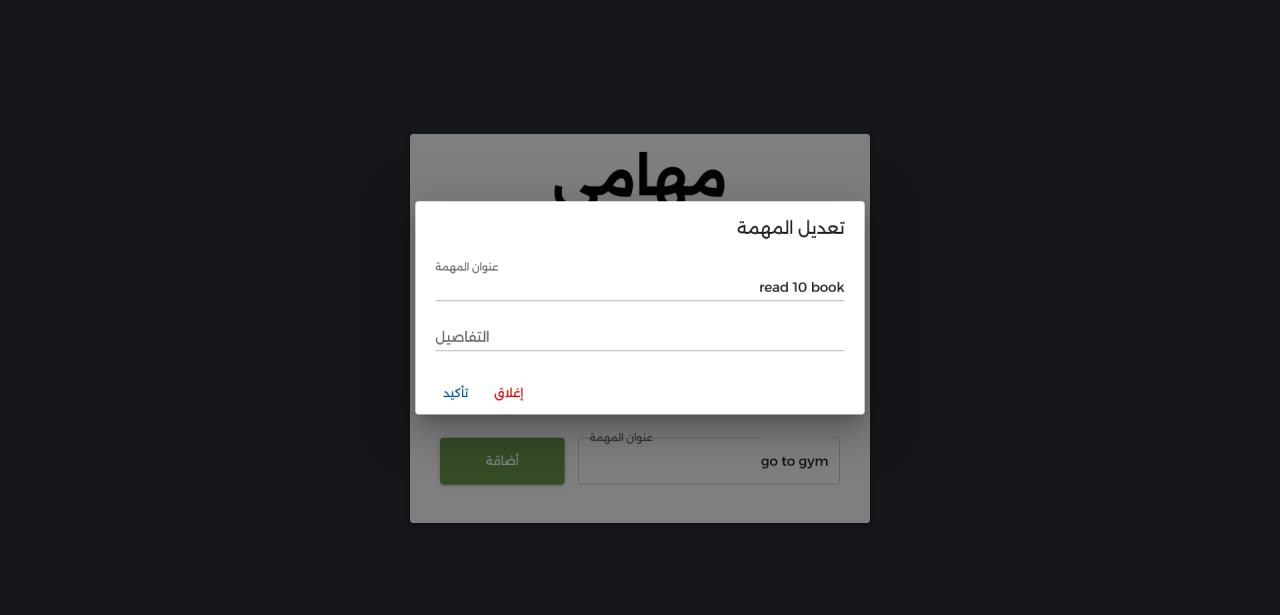 مهامي
تعديل المهمة
عنوان المهمة
read 10 book
التفاصيل
إغلاق
تأكيد
عنوان المهمة
go to gym
أضاقة